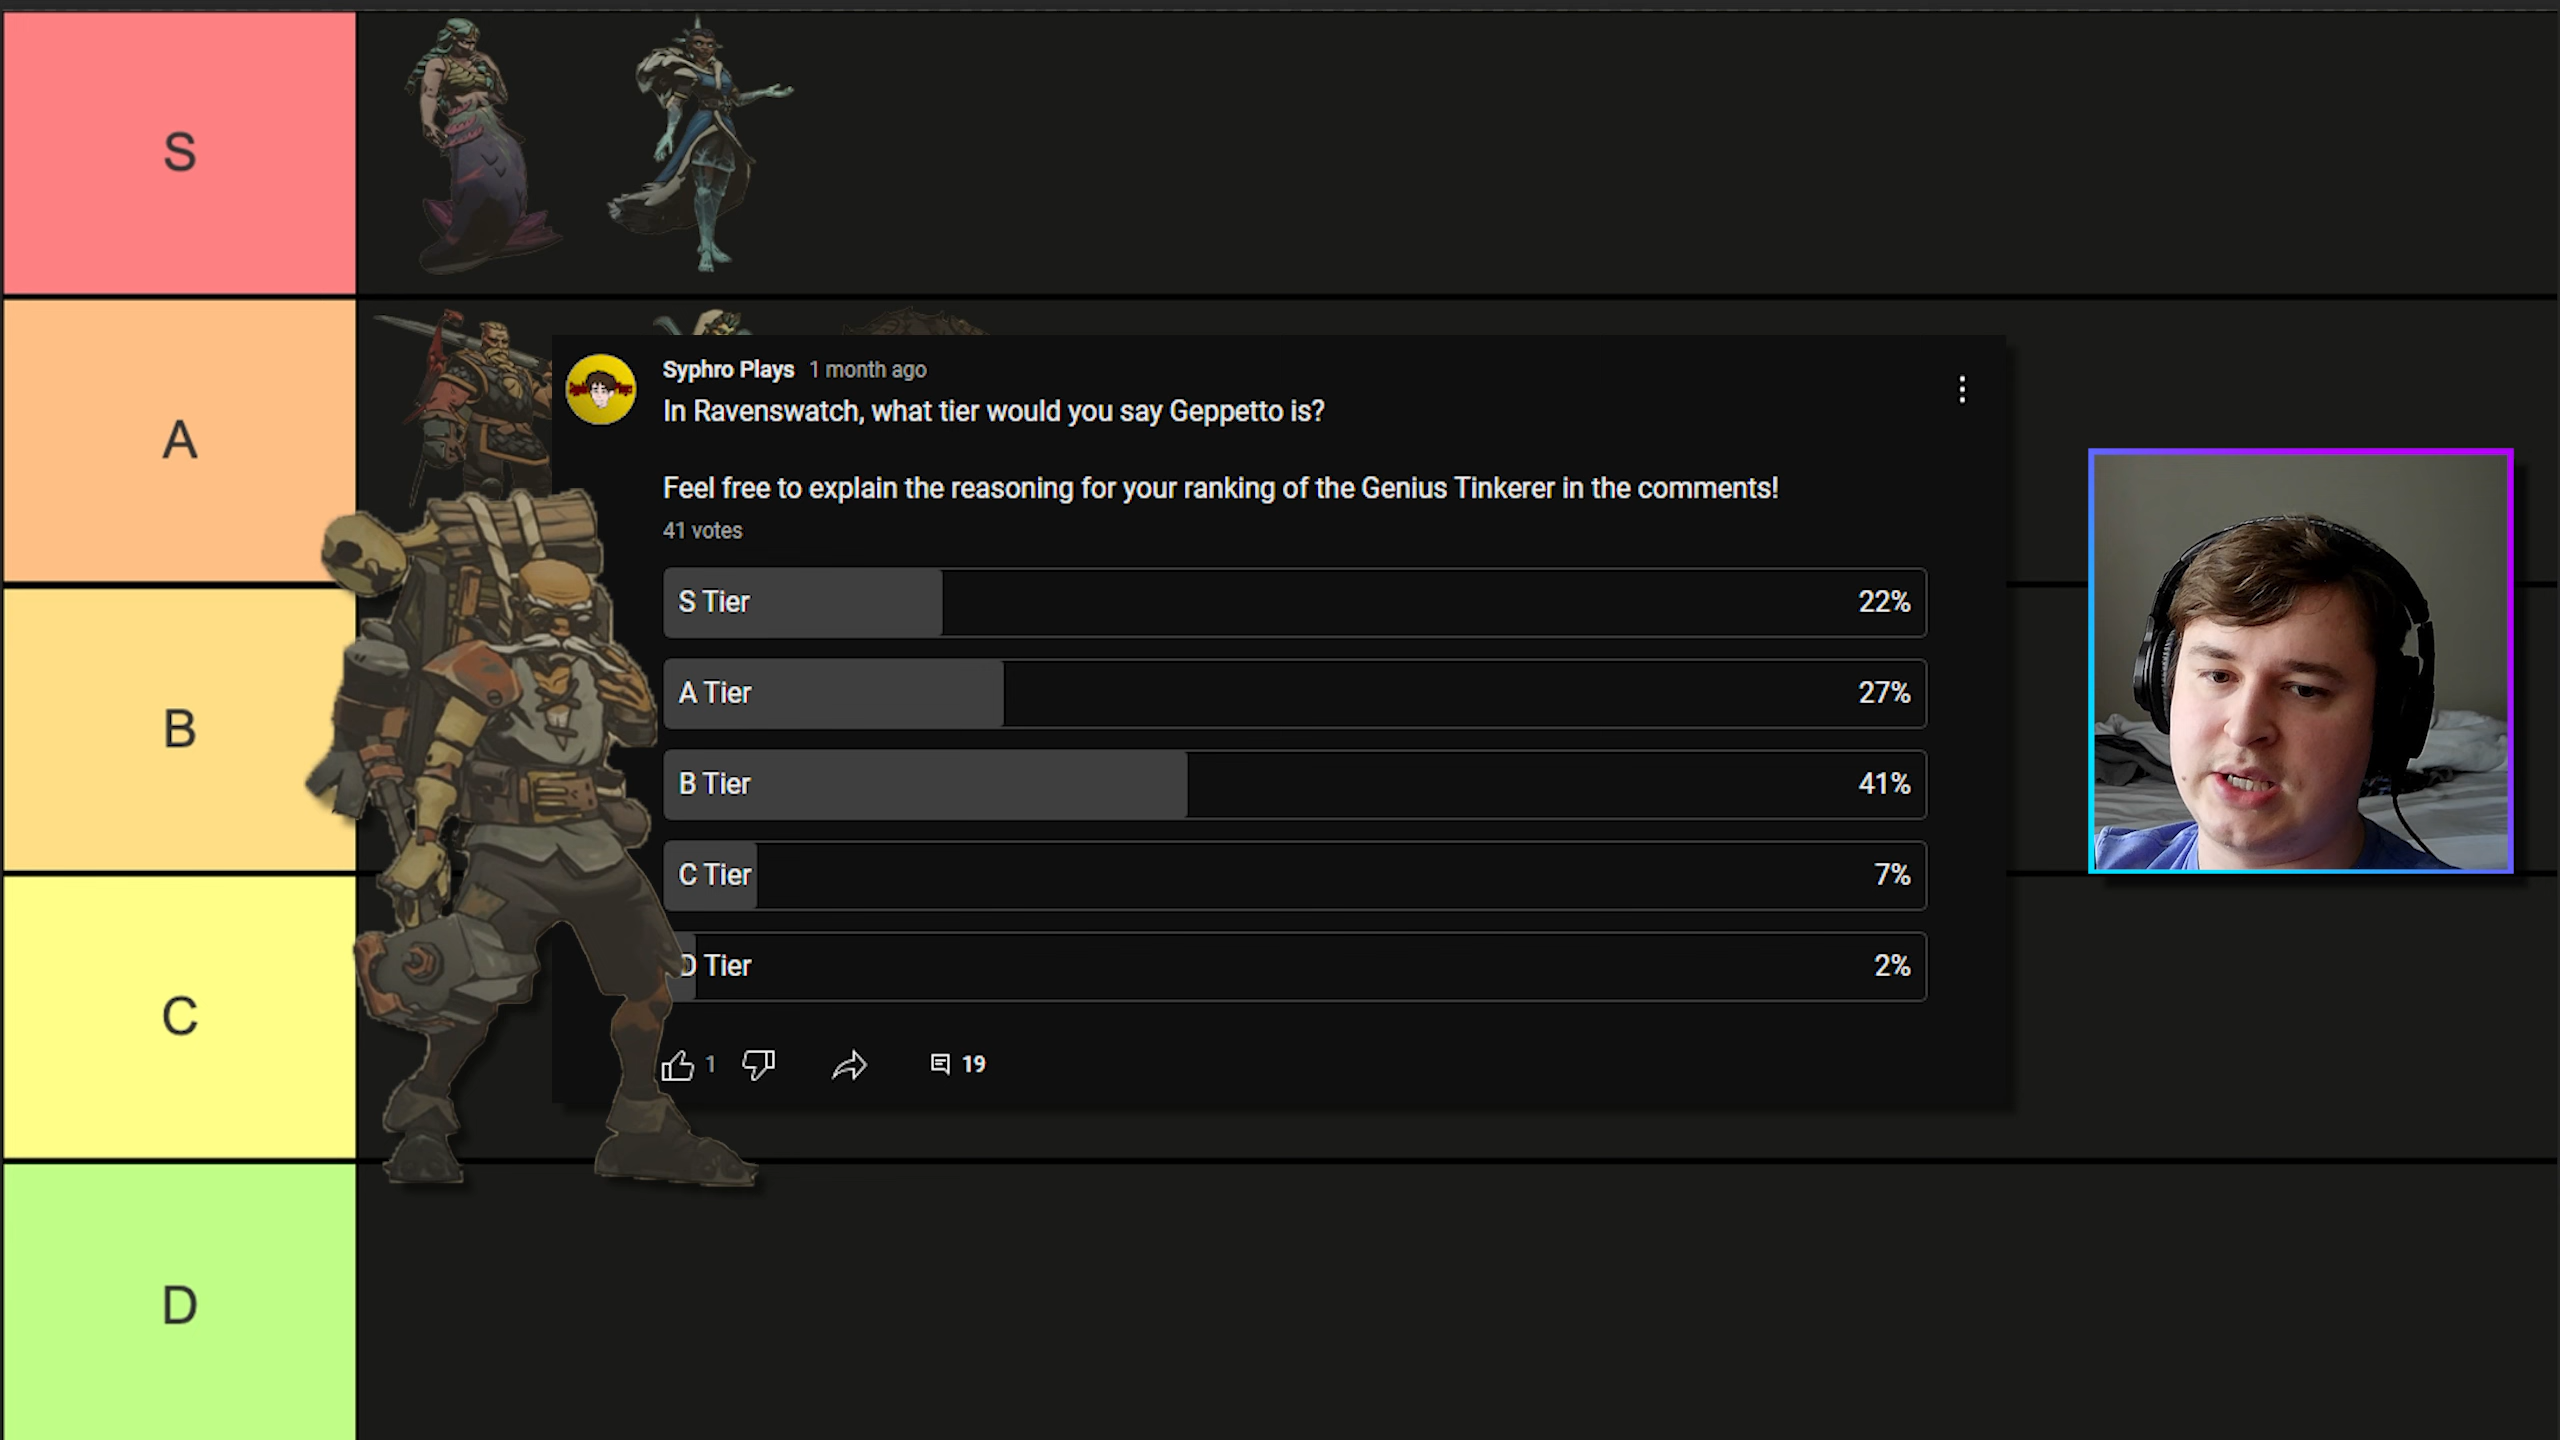 S
A
B
C
D
Syphro Plays 1 month ago
In Ravenswatch, what tier would you say Geppetto is?
Feel free to explain the reasoning for your ranking of the Genius Tinkerer in the comments!
41 votes
S Tier 22%
A Tier 27%
B Tier 41%
C Tier 7%
D Tier 2%
1 19